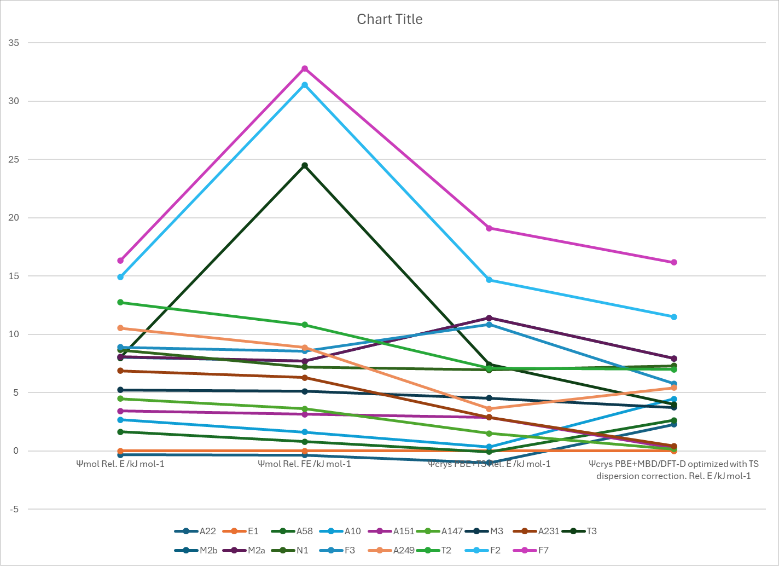 Chart Title
35
30
25
20
15
10
5
0
-5
Ψmol Rel. E /kJ mol-1
Ψmol Rel. FE /kJ mol-1
Ψcrys PBE+TS Rel. E /kJ mol-1
Ψcrys PBE+MBD/DFT-D optimized with TS
dispersion correction. Rel. E /kJ mol-1
A22 E1 A58 A10 A151 A147 M3 A231 T3
M2b M2a N1 F3 A249 T2 F2 F7